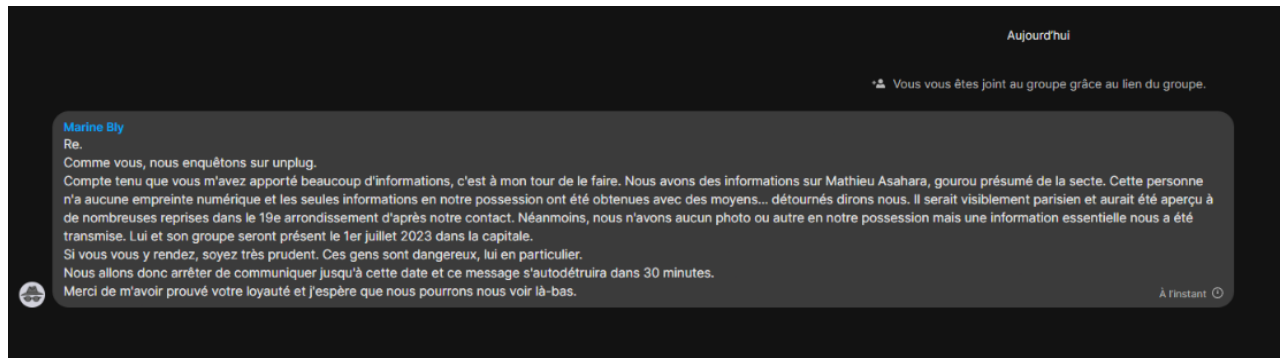 Aujourd'hui
Vous vous êtes joint au groupe grâce au lien du groupe.
Marine Bly
Re.
Comme vous, nous enquêtons sur unplug.
Compte tenu que vous m'avez apporté beaucoup d'informations, c'est à mon tour de le faire. Nous avons des informations sur Mathieu Asahara, gourou présumé de la secte. Cette personne
n'a aucune empreinte numérique et les seules informations en notre possession ont été obtenues avec des moyens... détournés dirons nous. Il serait visiblement parisien et aurait été aperçu à
de nombreuses reprises dans le 19e arrondissement d'après notre contact. Néanmoins, nous n'avons aucun photo ou autre en notre possession mais une information essentielle nous a été
transmise. Lui et son groupe seront présent le 1er juillet 2023 dans la capitale.
Si vous vous y rendez, soyez très prudent. Ces gens sont dangereux, lui en particulier.
Nous allons donc arrêter de communiquer jusqu'à cette date et ce message s'autodétruira dans 30 minutes.
Merci de m'avoir prouvé votre loyauté et j'espère que nous pourrons nous voir là-bas.
À l'instant